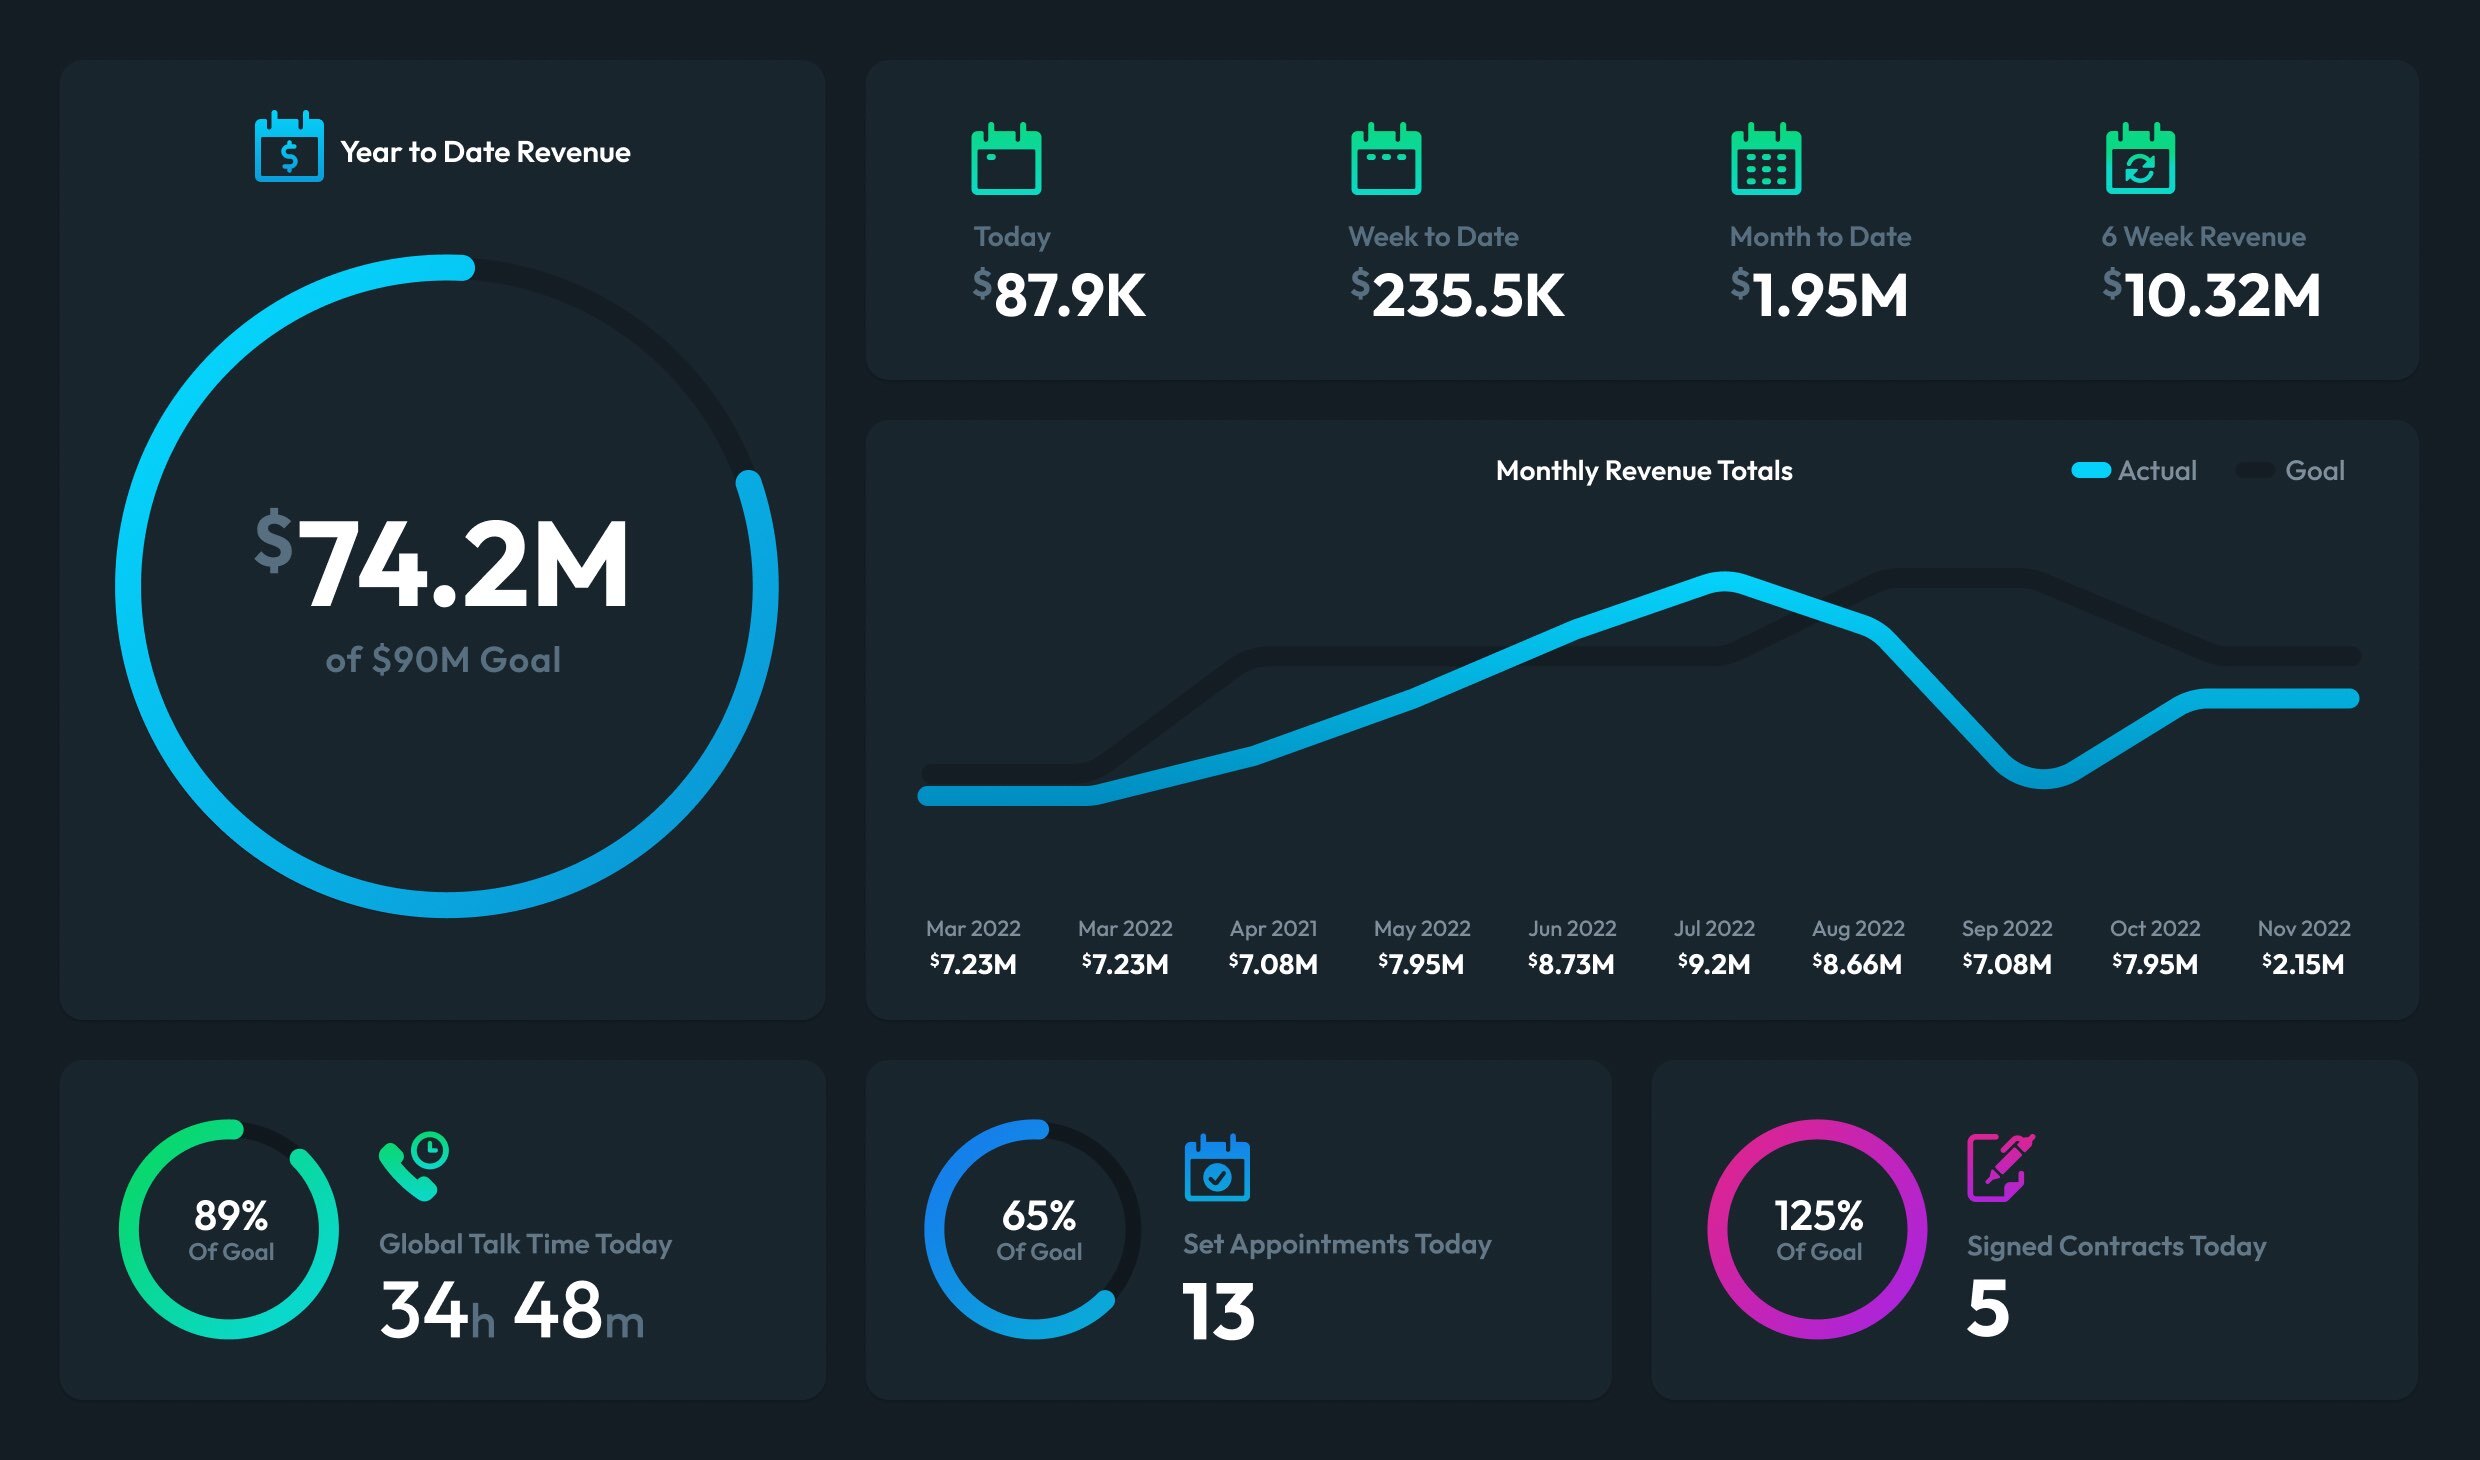 Year to Date Revenue
$74.2M
of $90M Goal
Today
$87.9K
Week to Date
$235.5K
Month to Date
$1.95M
6 Week Revenue
$10.32M
Monthly Revenue Totals
Actual
Goal
Mar 2022 Mar 2022 Apr 2021 May 2022 Jun 2022 Jul 2022 Aug 2022 Sep 2022 Oct 2022 Nov 2022
$7.23M $7.23M $7.08M $7.95M $8.73M $9.2M $8.66M $7.08M $7.95M $2.15M
89%
Of Goal
Global Talk Time Today
34h 48m
65%
Of Goal
Set Appointments Today
13
125%
Of Goal
Signed Contracts Today
5